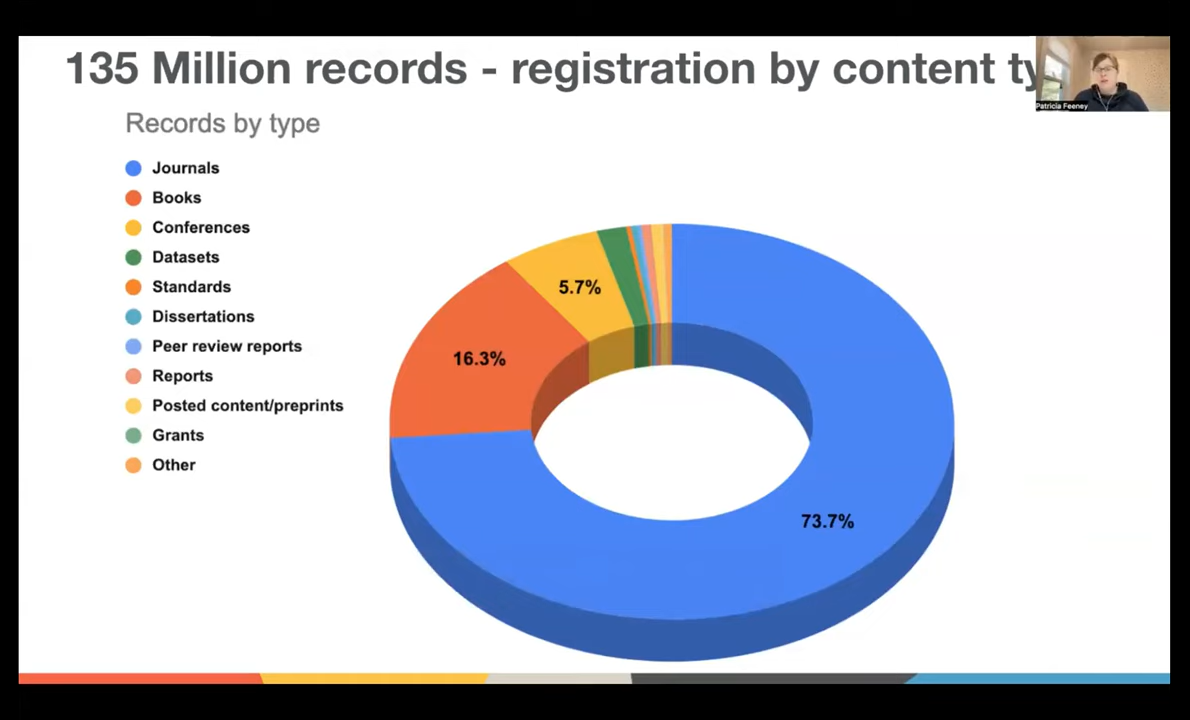 135 Million records - registration by content ty
Patricia Feeney
Records by type
Journals
Books
Conferences
Datasets
Standards
Dissertations
Peer review reports
Reports
Posted content/preprints
Grants
Other
5.7%
16.3%
73.7%